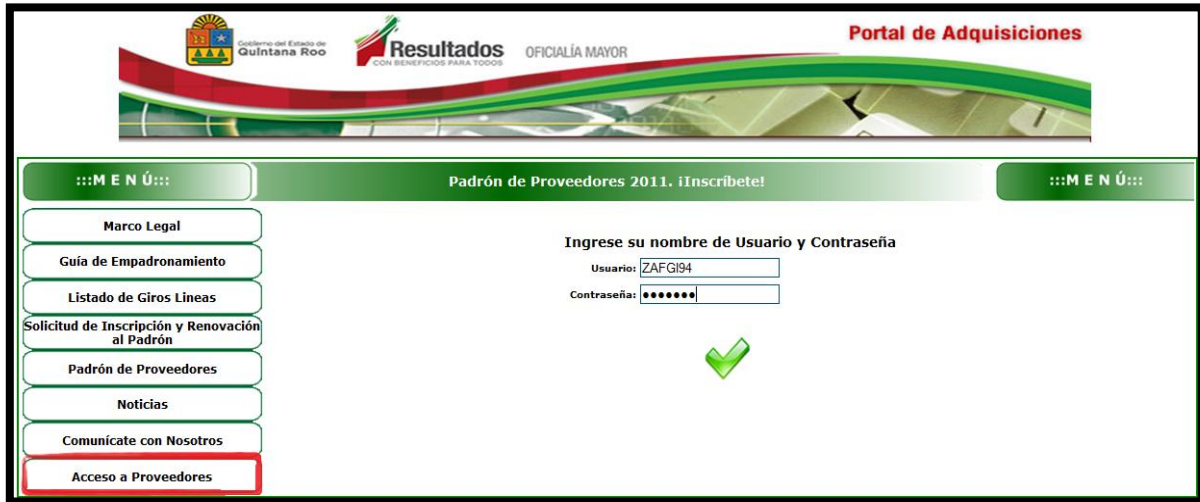 Gobierno del Estado de
Quintana Roo
Resultados
CON BENEFICIOS PARA TODOS
OFICIALÍA MAYOR
Portal de Adquisiciones
:::M E N Ú:::
Padrón de Proveedores 2011. ¡Inscríbete!
:::M E N Ú:::
Marco Legal
Guía de Empadronamiento
Listado de Giros Lineas
Solicitud de Inscripción y Renovación
al Padrón
Padrón de Proveedores
Noticias
Comunícate con Nosotros
Acceso a Proveedores
Ingrese su nombre de Usuario y Contraseña
Usuario: ZAFGI94
Contraseña: ●●●●●●●